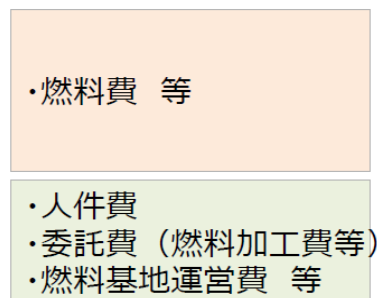 ・燃料費 等
・人件費
・委託費（燃料加工費等）
・燃料基地運営費 等